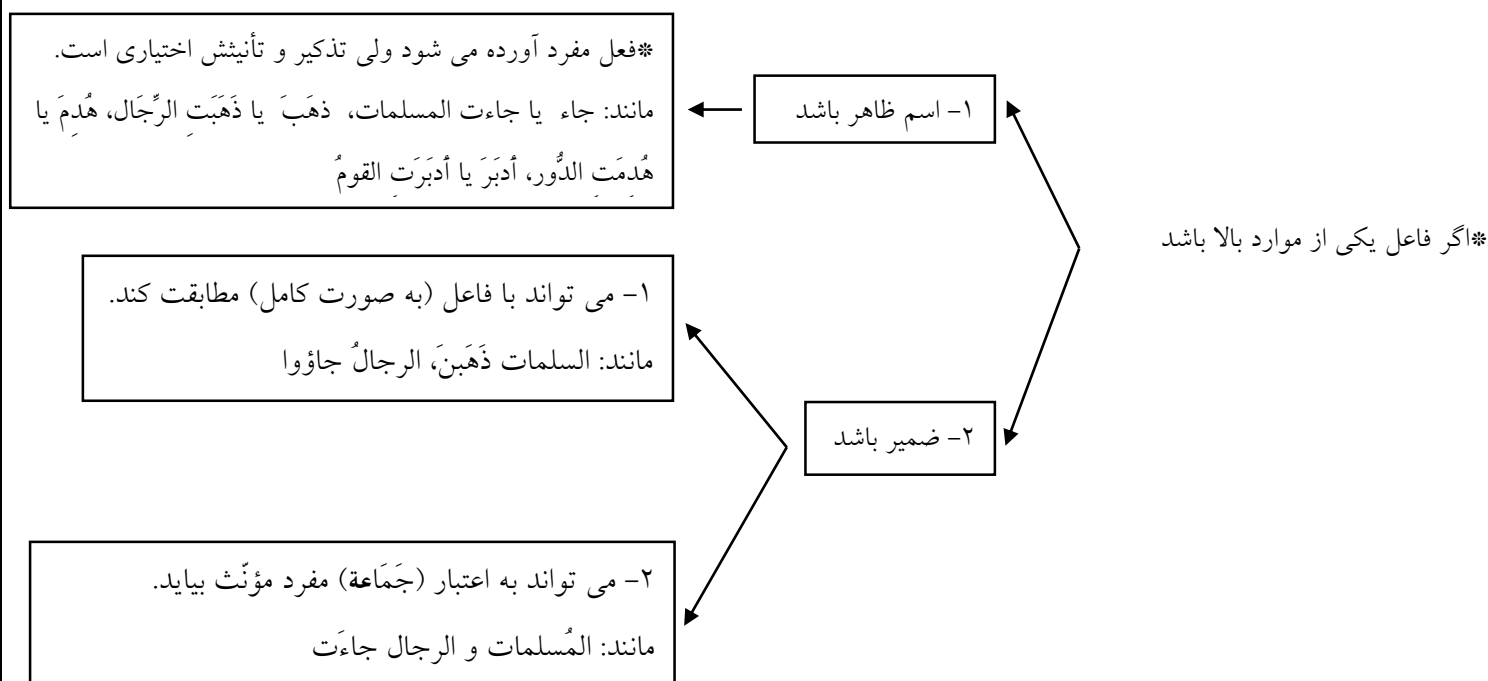 *اگر فاعل یکی از موارد بالا باشد
۱- اسم ظاهر باشد
*فعل مفرد آورده می شود ولی تذکیر و تأنیثش اختیاری است.
مانند: جاء یا جاءت المسلمات، ذهَبَ یا ذَهَبَتِ الرِّجَال، هُدِمَ یا
هُدِمَتِ الدُّور، أدبَرَ یا أدبَرَتِ القومُ
۲- ضمیر باشد
۱- می تواند با فاعل (به صورت کامل) مطابقت کند.
مانند: السلمات ذَهَبنَ، الرجالُ جاؤوا
۲- می تواند به اعتبار (جَمَاعة) مفرد مؤنّث بیاید.
مانند: المُسلمات و الرجال جاءَت